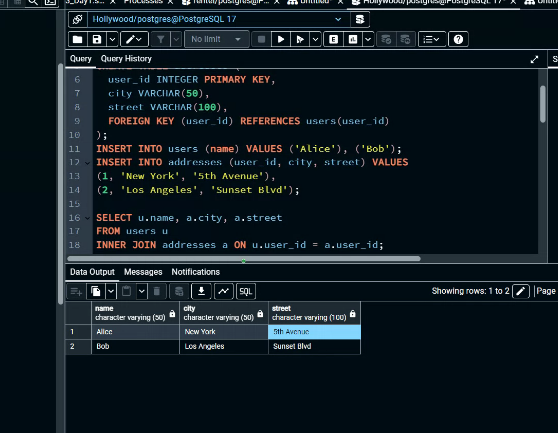 3_Day11.s...
Processes
Hollywood/postgres@PostgreSQL 17
Hollywood/postgres@PostgreSQL 17
No limit
E
Query
Query History
6 user_id INTEGER PRIMARY KEY,
7 city VARCHAR(50),
8 street VARCHAR(100),
9 FOREIGN KEY (user_id) REFERENCES users(user_id)
10 );
11 INSERT INTO users (name) VALUES ('Alice'), ('Bob');
12 INSERT INTO addresses (user_id, city, street) VALUES
13 (1, 'New York', '5th Avenue'),
14 (2, 'Los Angeles', 'Sunset Blvd');
15
16 SELECT u.name, a.city, a.street
17 FROM users u
18 INNER JOIN addresses a ON u.user_id = a.user_id;
Data Output Messages Notifications
SQL
Showing rows: 1 to 2
Page
name city street
character varying (50) character varying (50) character varying (100)
1 Alice New York 5th Avenue
2 Bob Los Angeles Sunset Blvd